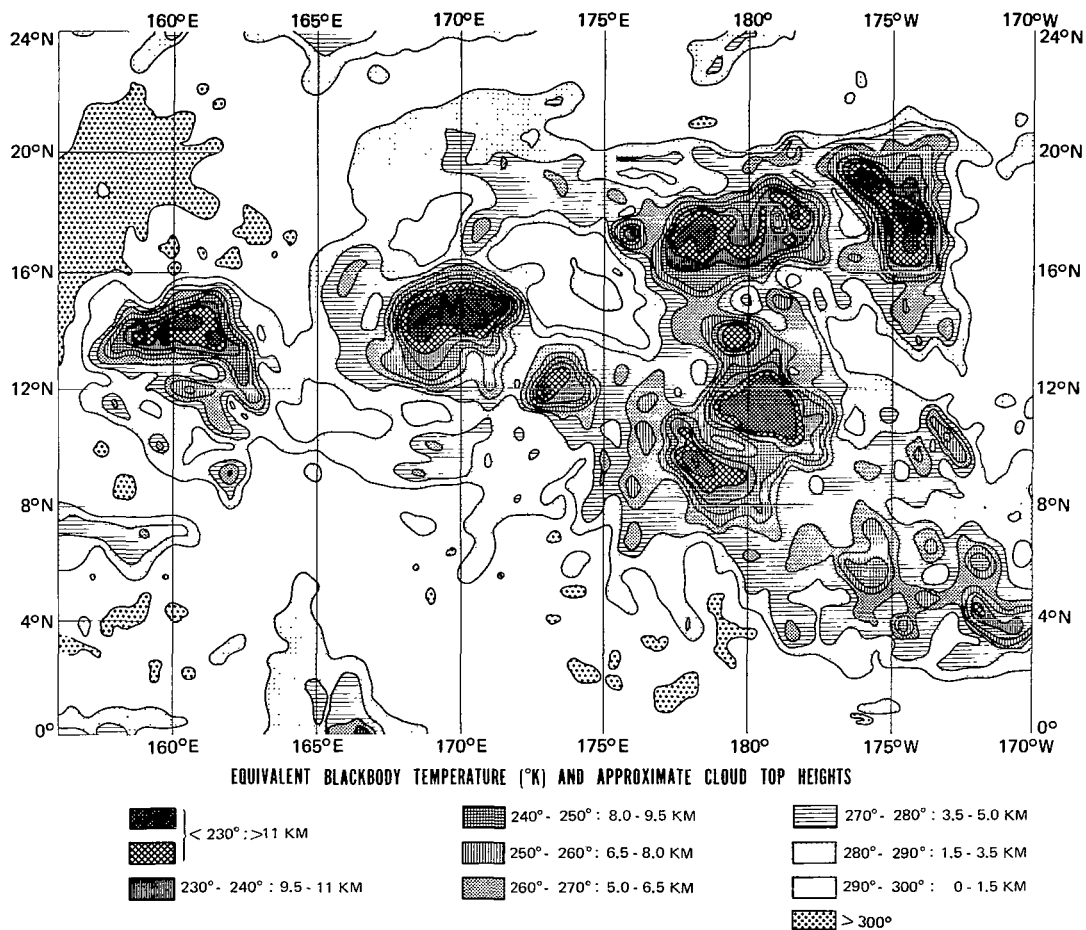 160°E 165°E 170°E 175°E 180° 175°W 170°W
24°N 24°N
20°N 20°N
16°N 16°N
12°N 12°N
8°N 8°N
4°N 4°N
0° 0°
160°E 165°E 170°E 175°E 180° 175°W 170°W
EQUIVALENT BLACKBODY TEMPERATURE (°K) AND APPROXIMATE CLOUD TOP HEIGHTS
< 230° : >11 KM
230°- 240° : 9.5 - 11 KM
240°- 250° : 8.0 - 9.5 KM
250°- 260° : 6.5 - 8.0 KM
260°- 270° : 5.0 - 6.5 KM
270°- 280° : 3.5 - 5.0 KM
280°- 290° : 1.5 - 3.5 KM
290°- 300° : 0 - 1.5 KM
> 300°